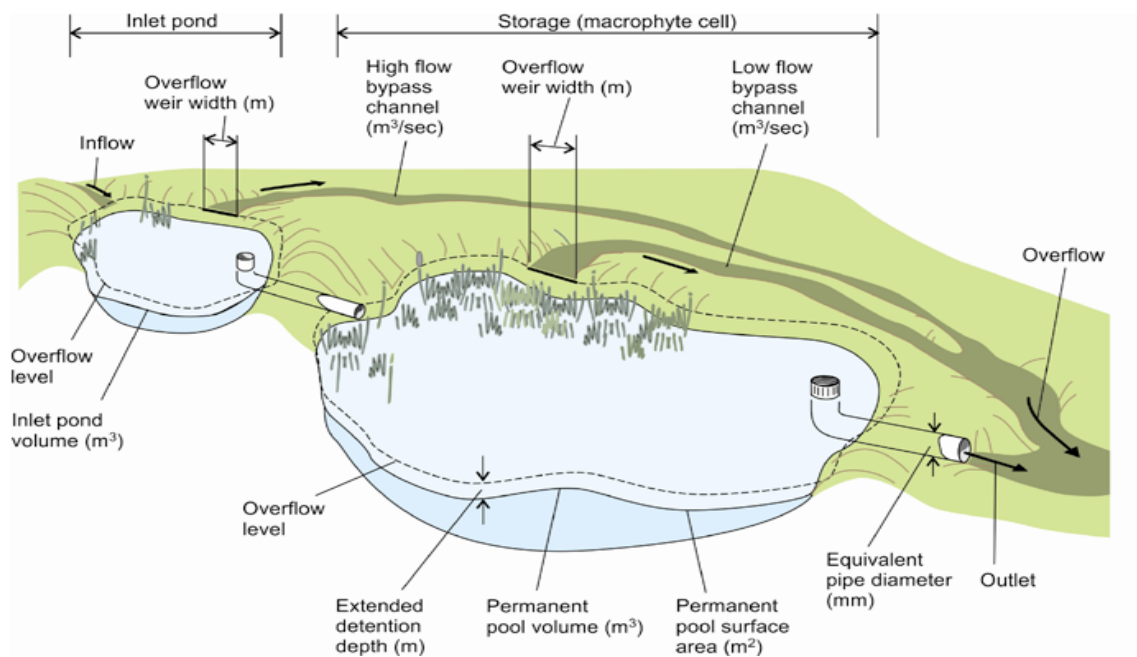 Inlet pond
Storage (macrophyte cell)
Overflow
weir width (m)
High flow
bypass
channel
(m³/sec)
Overflow
weir width (m)
Low flow
bypass
channel
(m³/sec)
Inflow
Overflow
Overflow
level
Inlet pond
volume (m³)
Overflow
level
Extended
detention
depth (m)
Permanent
pool volume (m³)
Permanent
pool surface
area (m²)
Equivalent
pipe diameter
(mm)
Outlet